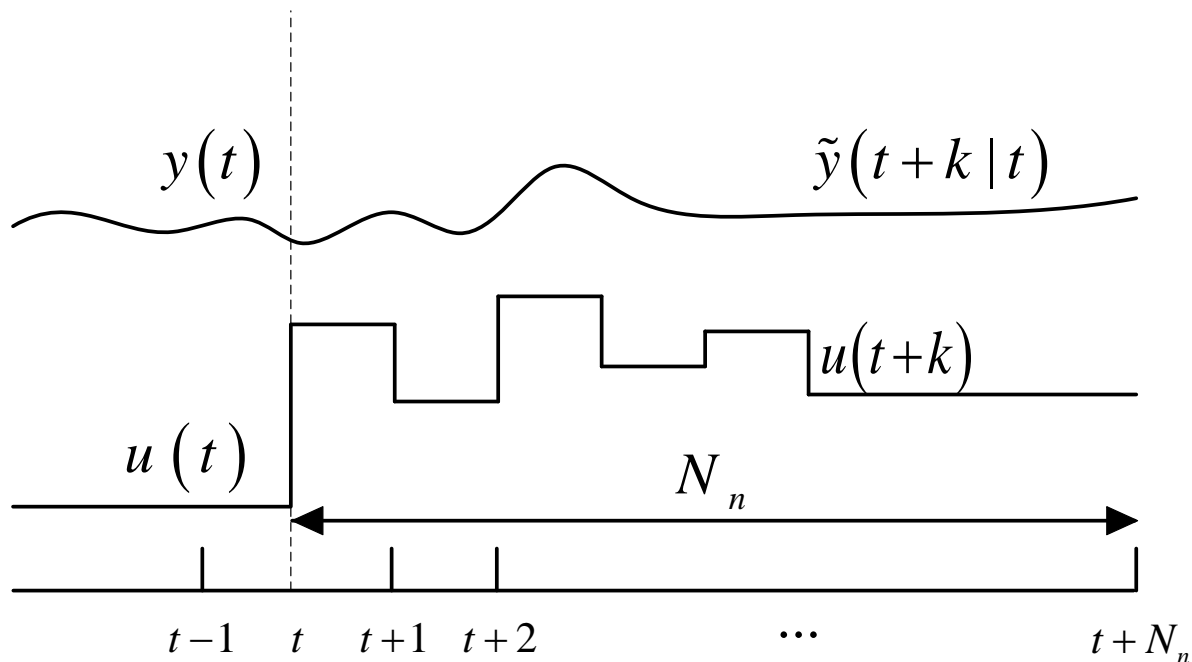 y(t) ỹ(t + k | t)
u(t+k)
u (t)
N_n
t−1 t t+1 t+2 ... t + N_n